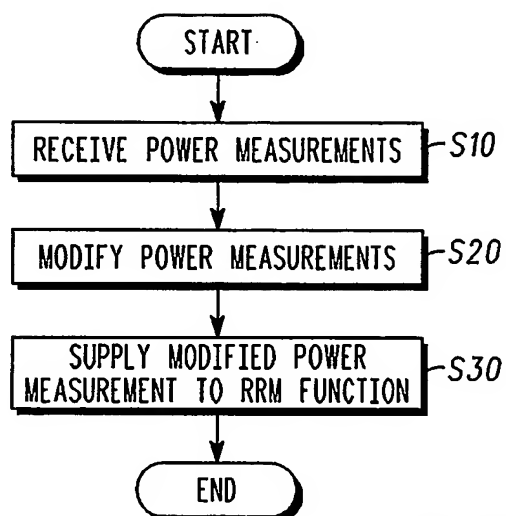 START
RECEIVE POWER MEASUREMENTS
S10
MODIFY POWER MEASUREMENTS
S20
SUPPLY MODIFIED POWER
MEASUREMENT TO RRM FUNCTION
S30
END